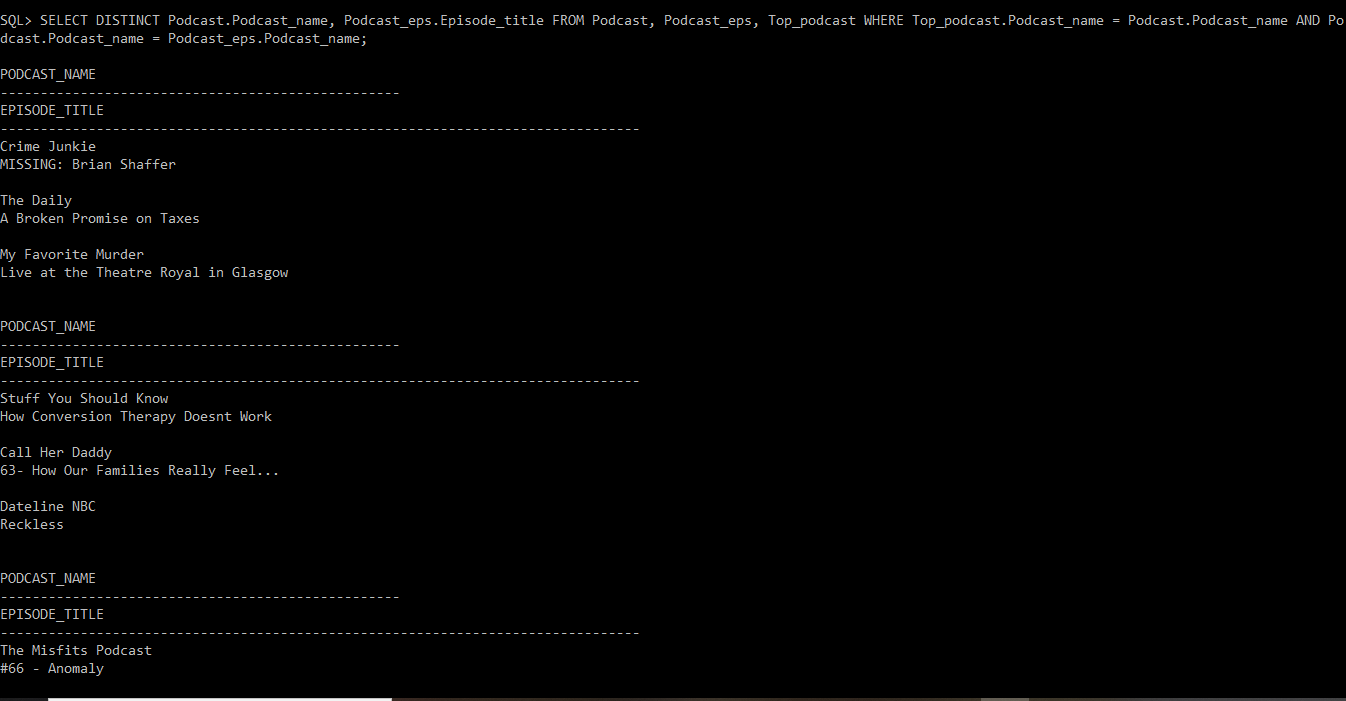 SQL> SELECT DISTINCT Podcast.Podcast_name, Podcast_eps.Episode_title FROM Podcast, Podcast_eps, Top_podcast WHERE Top_podcast.Podcast_name = Podcast.Podcast_name AND Po
dcast.Podcast_name = Podcast_eps.Podcast_name;
PODCAST_NAME
--------------------------------------------------
EPISODE_TITLE
--------------------------------------------------------------------------------
Crime Junkie
MISSING: Brian Shaffer
The Daily
A Broken Promise on Taxes
My Favorite Murder
Live at the Theatre Royal in Glasgow
PODCAST_NAME
--------------------------------------------------
EPISODE_TITLE
--------------------------------------------------------------------------------
Stuff You Should Know
How Conversion Therapy Doesnt Work
Call Her Daddy
63- How Our Families Really Feel...
Dateline NBC
Reckless
PODCAST_NAME
--------------------------------------------------
EPISODE_TITLE
--------------------------------------------------------------------------------
The Misfits Podcast
#66 - Anomaly